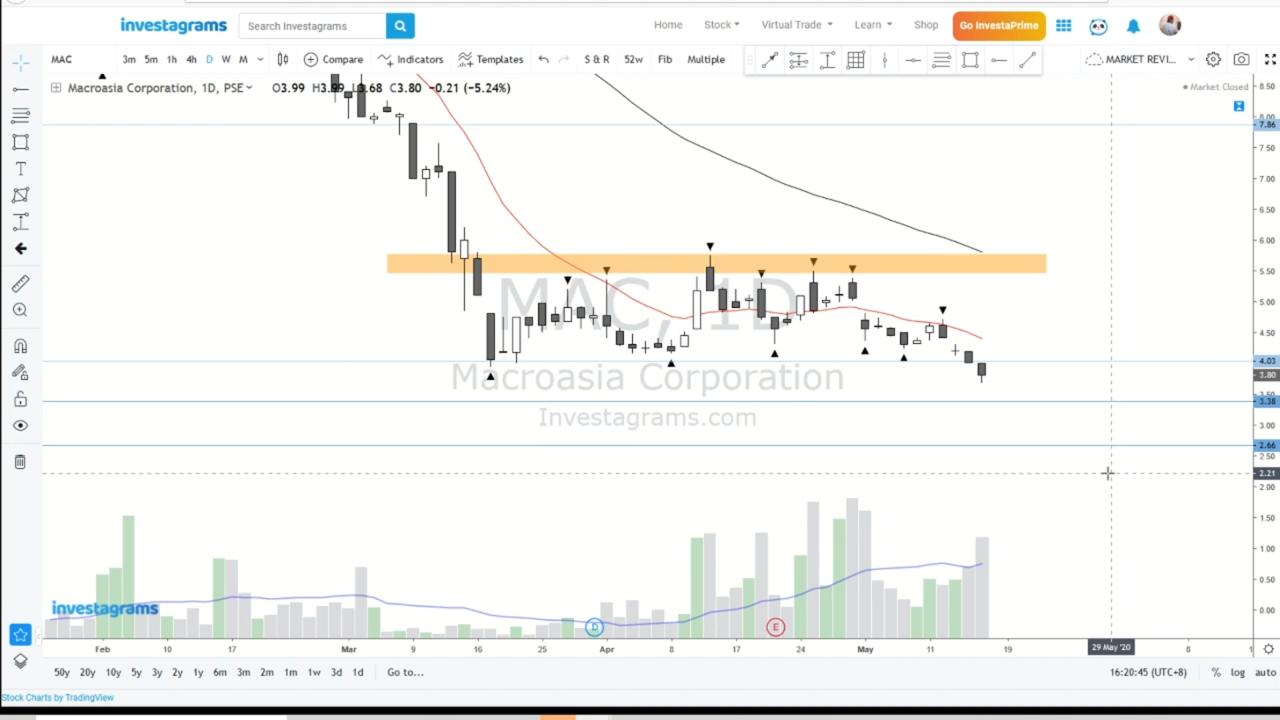 investagrams Search Investagrams Home Stock Virtual Trade Learn Shop Go InvestaPrime
MAC 3m 5m 1h 4h D W Compare Indicators Templates S & R 52w Fib Multiple MARKET REVI...
Macroasia Corporation, 1D, PSE O3.99 L3.68 C3.80 -0.21 (-5.24%) Market Closed
8.50
8.00
7.86
7.50
7.00
6.50
6.00
5.50
5.00
4.50
4.03
3.80
3.50
3.38
3.00
2.66
2.50
2.21
2.00
1.50
1.00
0.50
0.00
MAC, 1D
Macroasia Corporation
Investagrams.com
investagrams
D E
Feb 10 17 Mar 9 16 25 Apr 8 17 24 May 11 19 29 May '20 8 1
50y 20y 10y 5y 3y 2y 1y 6m 3m 2m 1m 1w 3d 1d Go to... 16:20:45 (UTC+8) % log auto
Stock Charts by TradingView